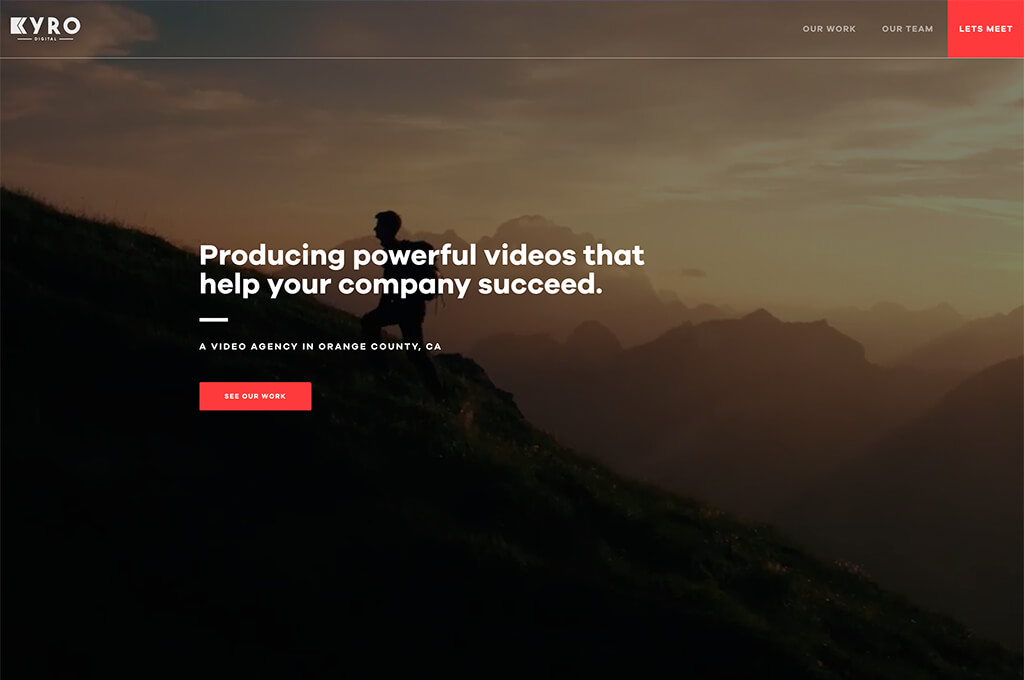 KYRO
DIGITAL
OUR WORK
OUR TEAM
LETS MEET
Producing powerful videos that
help your company succeed.
A VIDEO AGENCY IN ORANGE COUNTY, CA
SEE OUR WORK